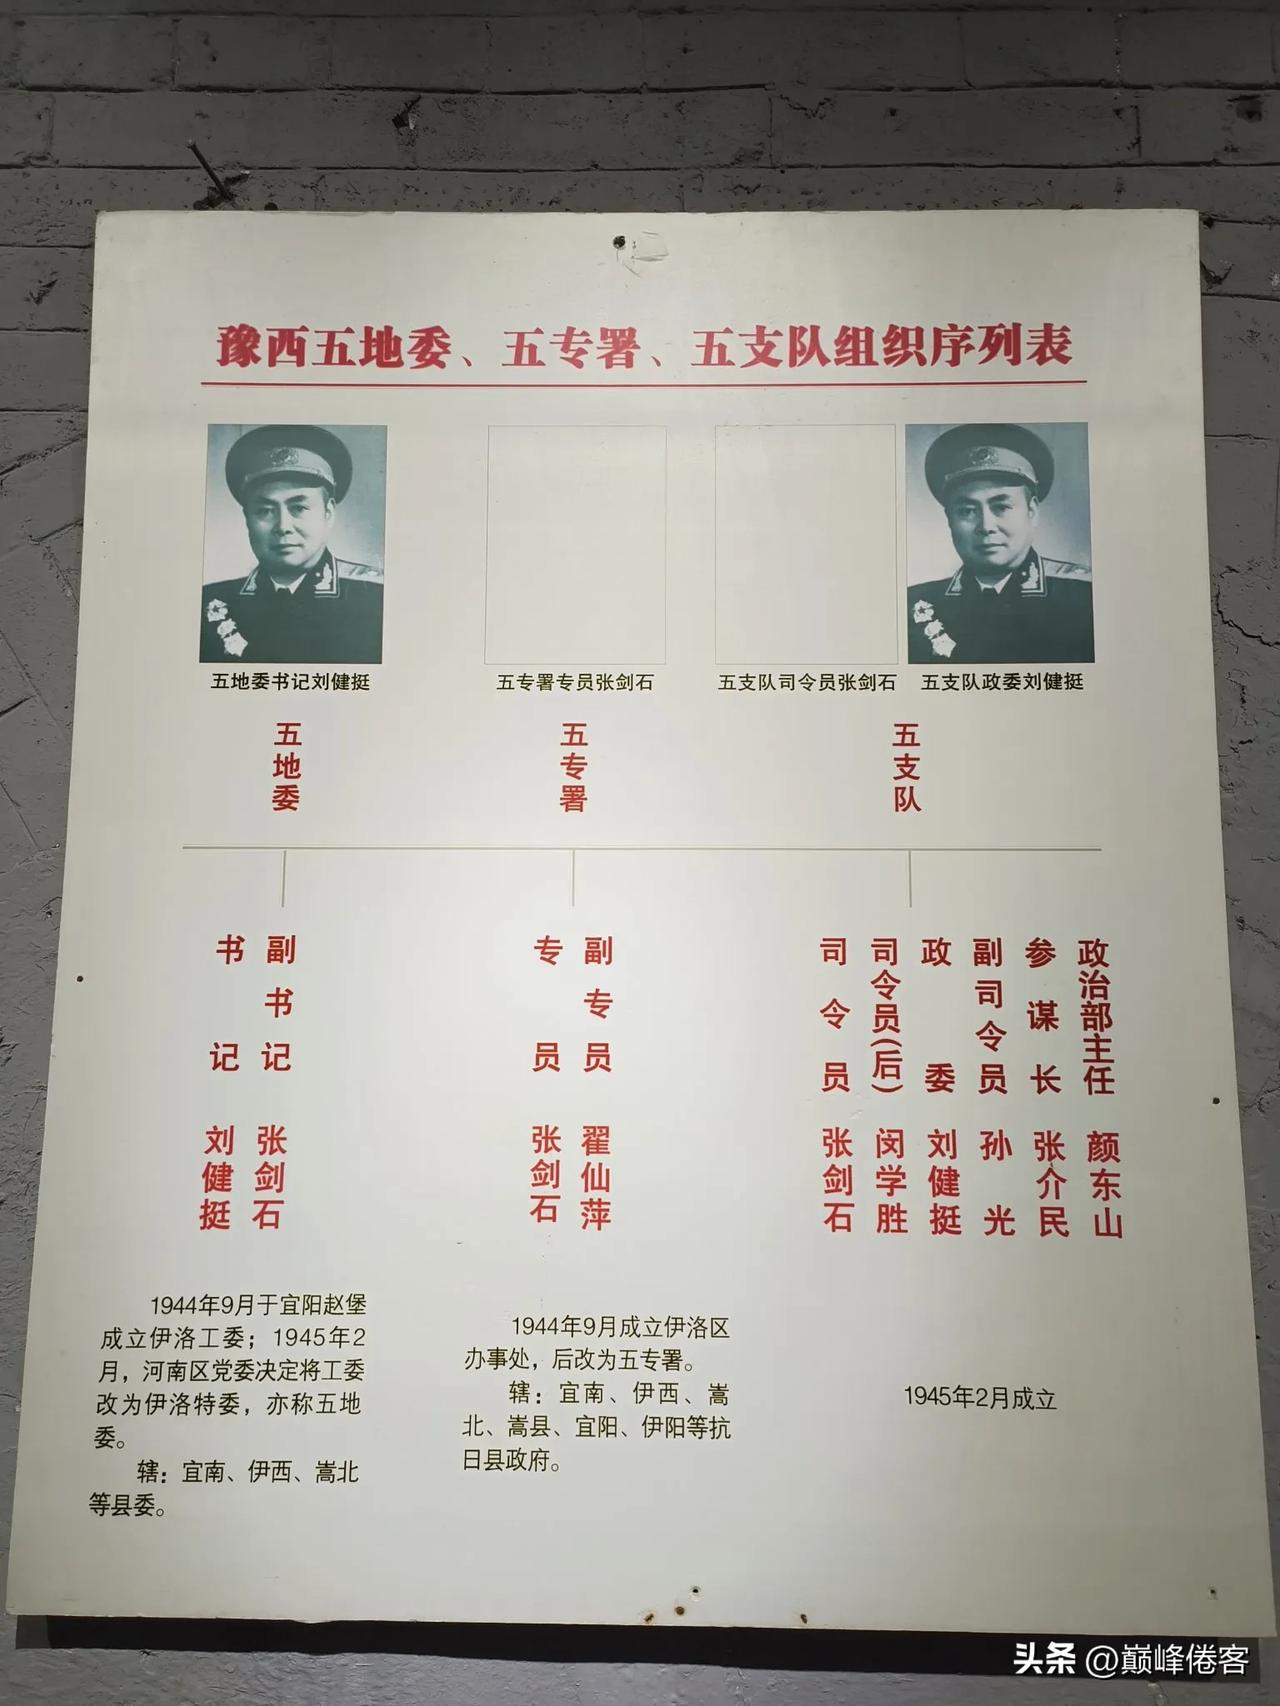 豫西五地委、五专署、五支队组织序列表
五地委书记刘健挺
五专署专员张剑石
五支队司令员张剑石
五支队政委刘健挺
五地委
五专署
五支队
书记 刘健挺
副书记 张剑石
专员 张剑石
副专员 翟仙萍
司令员 张剑石
司令员(后) 闵学胜
政委 刘健挺
副司令员 孙光
参谋长 张介民
政治部主任 颜东山
1944年9月于宜阳赵堡
成立伊洛工委；1945年2
月，河南区党委决定将工委
改为伊洛特委，亦称五地
委。
辖：宜南、伊西、嵩北
等县委。
1944年9月成立伊洛区
办事处，后改为五专署。
辖：宜南、伊西、嵩
北、嵩县、宜阳、伊阳等抗
日县政府。
1945年2月成立
头条 @巅峰倦客